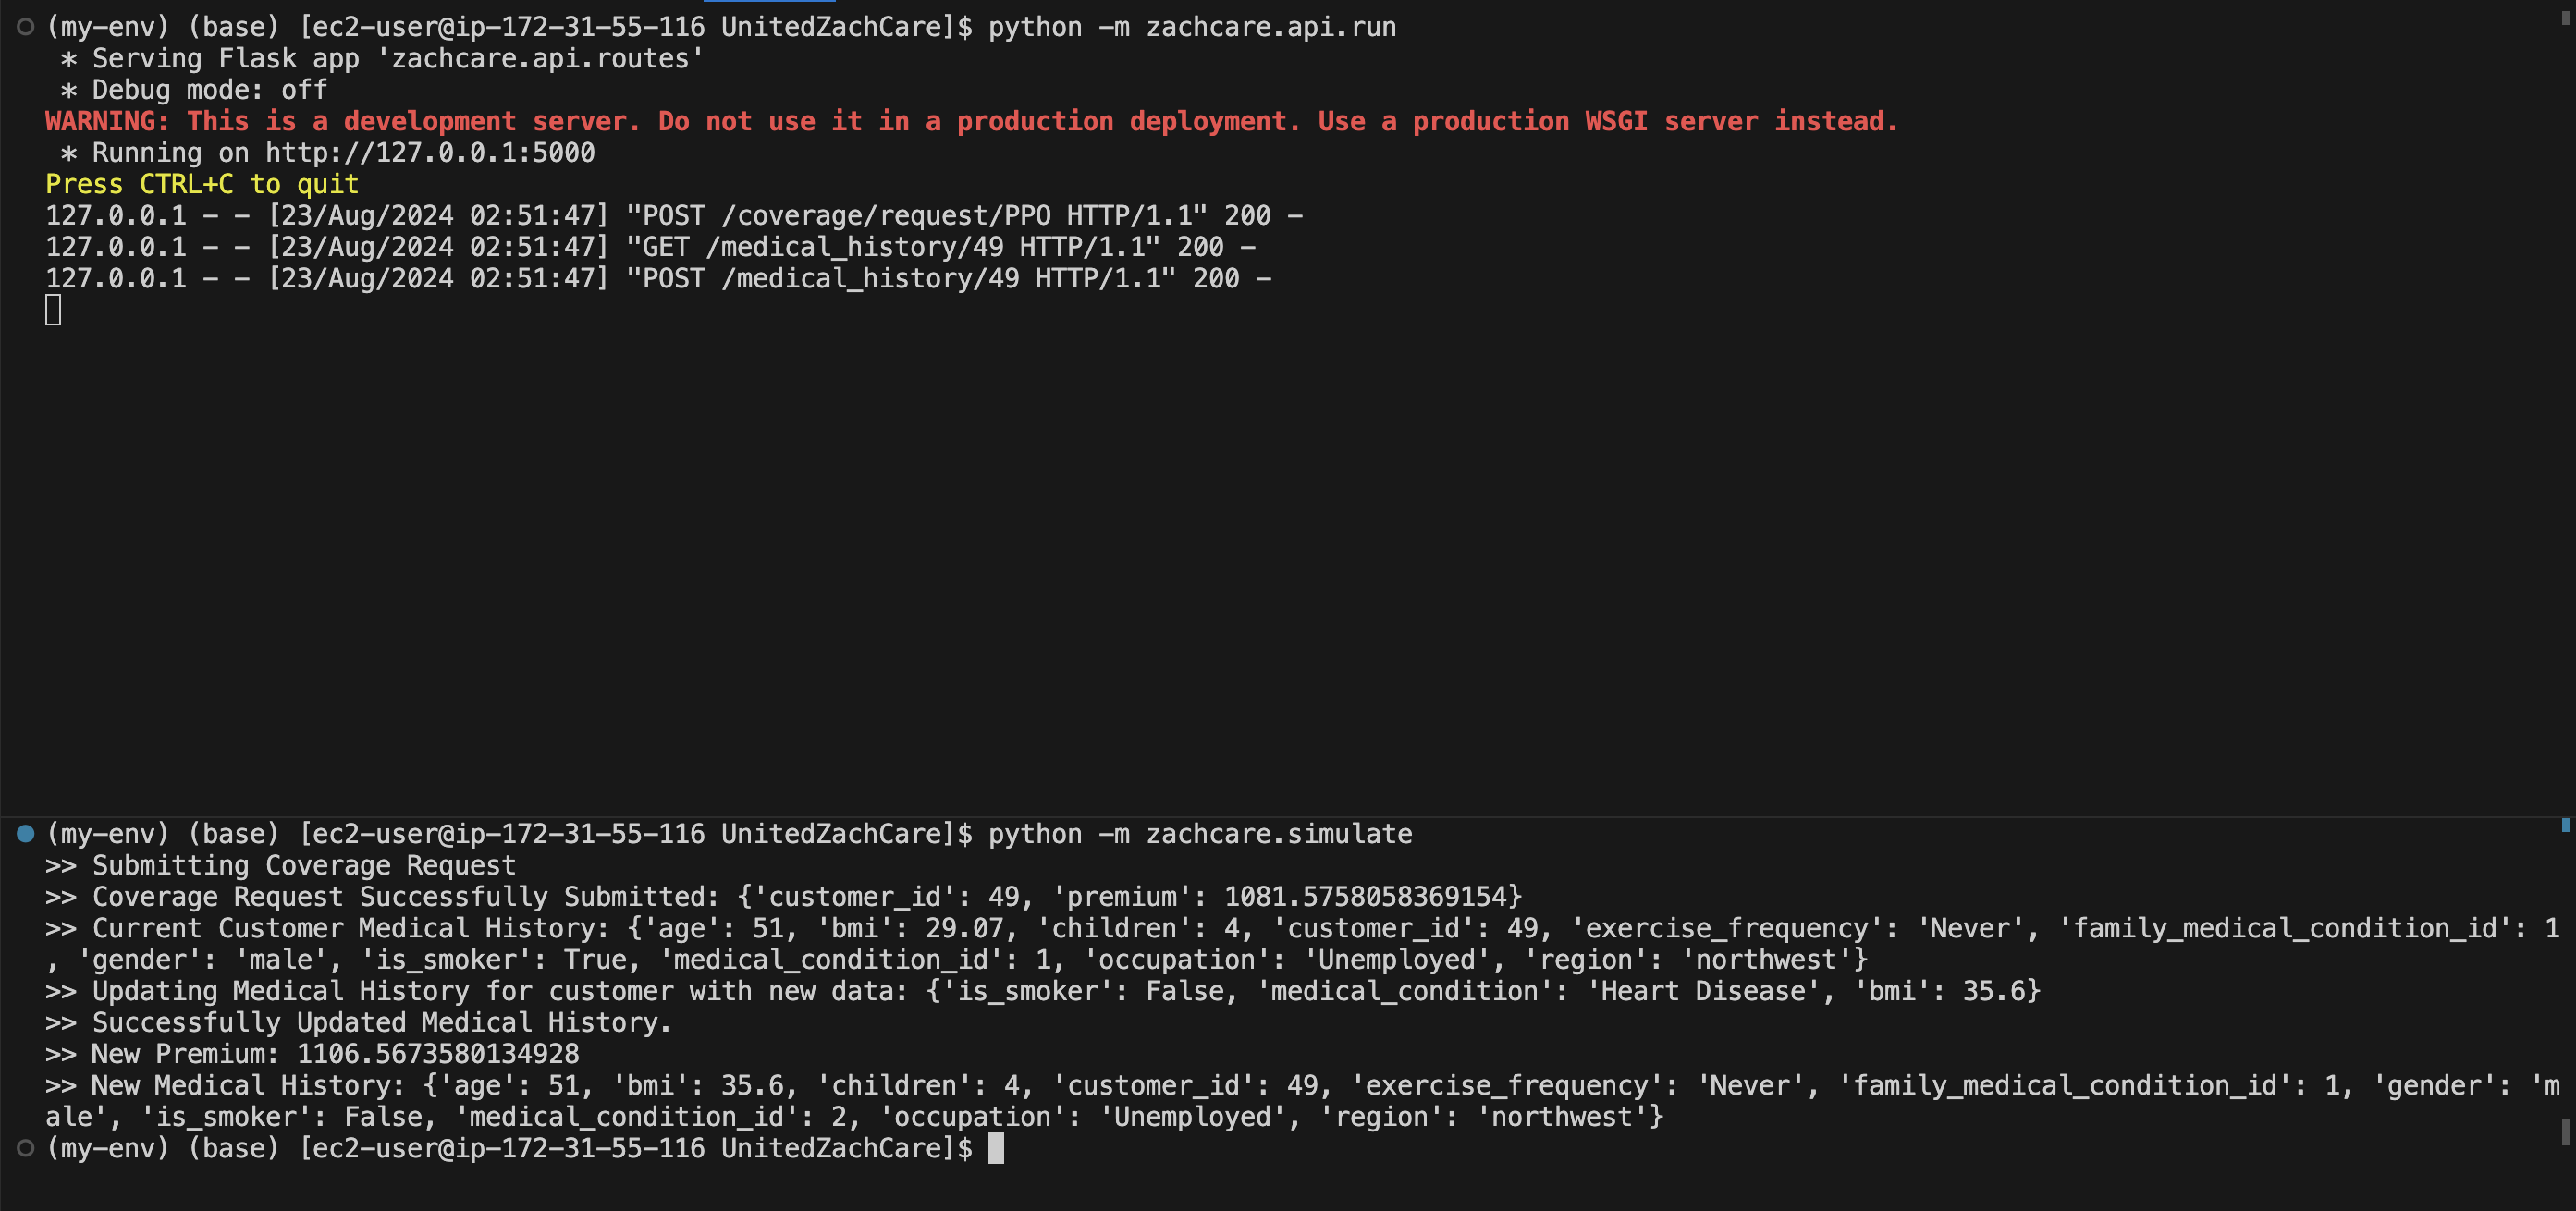 (my-env) (base) [ec2-user@ip-172-31-55-116 UnitedZachCare]$ python -m zachcare.api.run
 * Serving Flask app 'zachcare.api.routes'
 * Debug mode: off
WARNING: This is a development server. Do not use it in a production deployment. Use a production WSGI server instead.
 * Running on http://127.0.0.1:5000
Press CTRL+C to quit
127.0.0.1 - - [23/Aug/2024 02:51:47] "POST /coverage/request/PPO HTTP/1.1" 200 -
127.0.0.1 - - [23/Aug/2024 02:51:47] "GET /medical_history/49 HTTP/1.1" 200 -
127.0.0.1 - - [23/Aug/2024 02:51:47] "POST /medical_history/49 HTTP/1.1" 200 -
(my-env) (base) [ec2-user@ip-172-31-55-116 UnitedZachCare]$ python -m zachcare.simulate
>> Submitting Coverage Request
>> Coverage Request Successfully Submitted: {'customer_id': 49, 'premium': 1081.5758058369154}
>> Current Customer Medical History: {'age': 51, 'bmi': 29.07, 'children': 4, 'customer_id': 49, 'exercise_frequency': 'Never', 'family_medical_condition_id': 1
, 'gender': 'male', 'is_smoker': True, 'medical_condition_id': 1, 'occupation': 'Unemployed', 'region': 'northwest'}
>> Updating Medical History for customer with new data: {'is_smoker': False, 'medical_condition': 'Heart Disease', 'bmi': 35.6}
>> Successfully Updated Medical History.
>> New Premium: 1106.5673580134928
>> New Medical History: {'age': 51, 'bmi': 35.6, 'children': 4, 'customer_id': 49, 'exercise_frequency': 'Never', 'family_medical_condition_id': 1, 'gender': 'm
ale', 'is_smoker': False, 'medical_condition_id': 2, 'occupation': 'Unemployed', 'region': 'northwest'}
(my-env) (base) [ec2-user@ip-172-31-55-116 UnitedZachCare]$